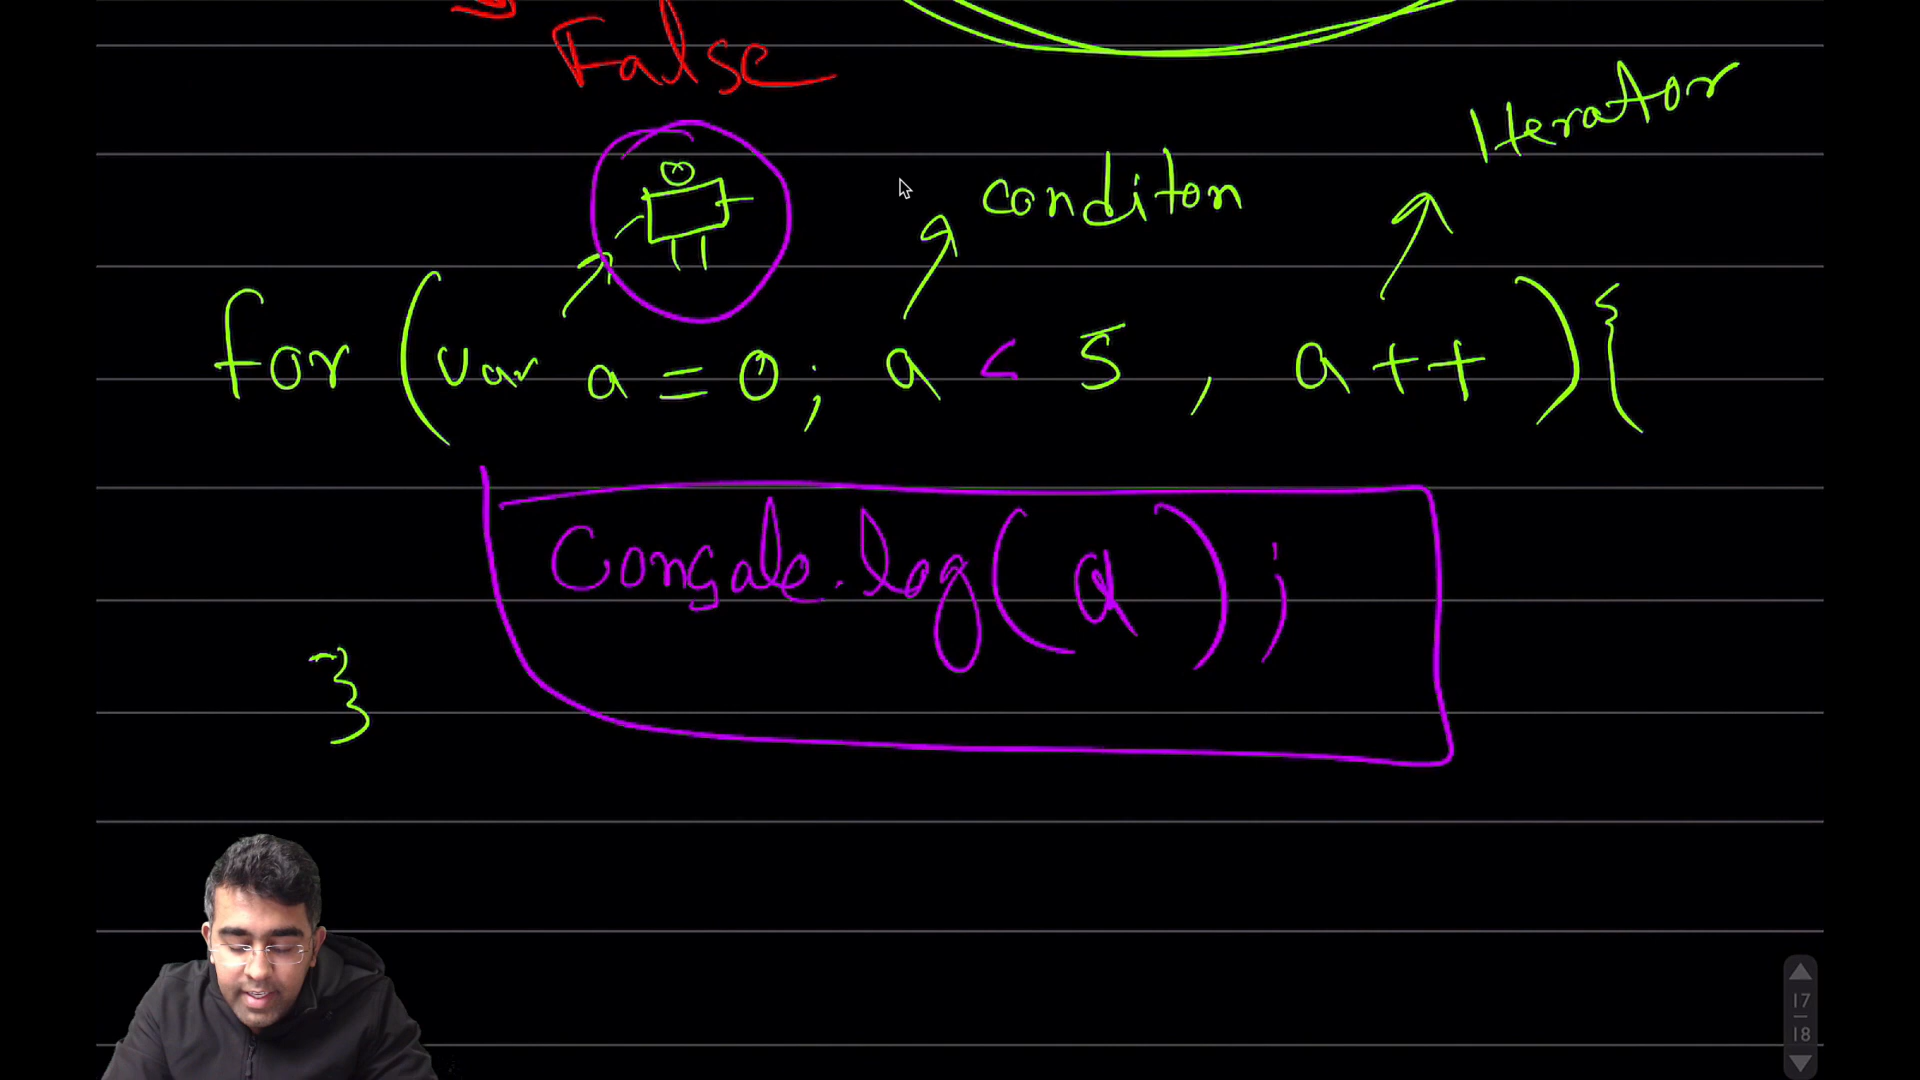 False
Iterator
conditon
for (var a = 0; a < 5 , a++){
Consale.log(a);
}
17
18